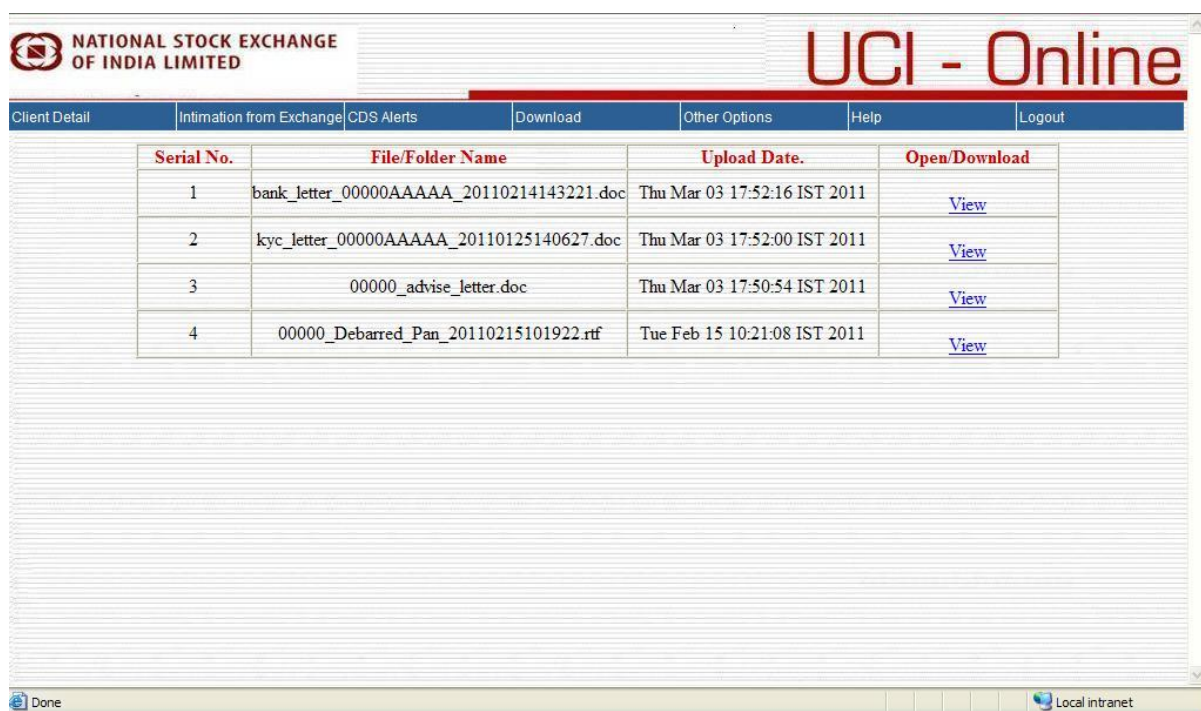 NATIONAL STOCK EXCHANGE
OF INDIA LIMITED
UCI - Online
Client Detail Intimation from Exchange CDS Alerts Download Other Options Help Logout
Serial No. File/Folder Name Upload Date. Open/Download
1 bank_letter_00000AAAAA_20110214143221.doc Thu Mar 03 17:52:16 IST 2011 View
2 kyc_letter_00000AAAAA_20110125140627.doc Thu Mar 03 17:52:00 IST 2011 View
3 00000_advise_letter.doc Thu Mar 03 17:50:54 IST 2011 View
4 00000_Debarred_Pan_20110215101922.rtf Tue Feb 15 10:21:08 IST 2011 View
Done Local intranet